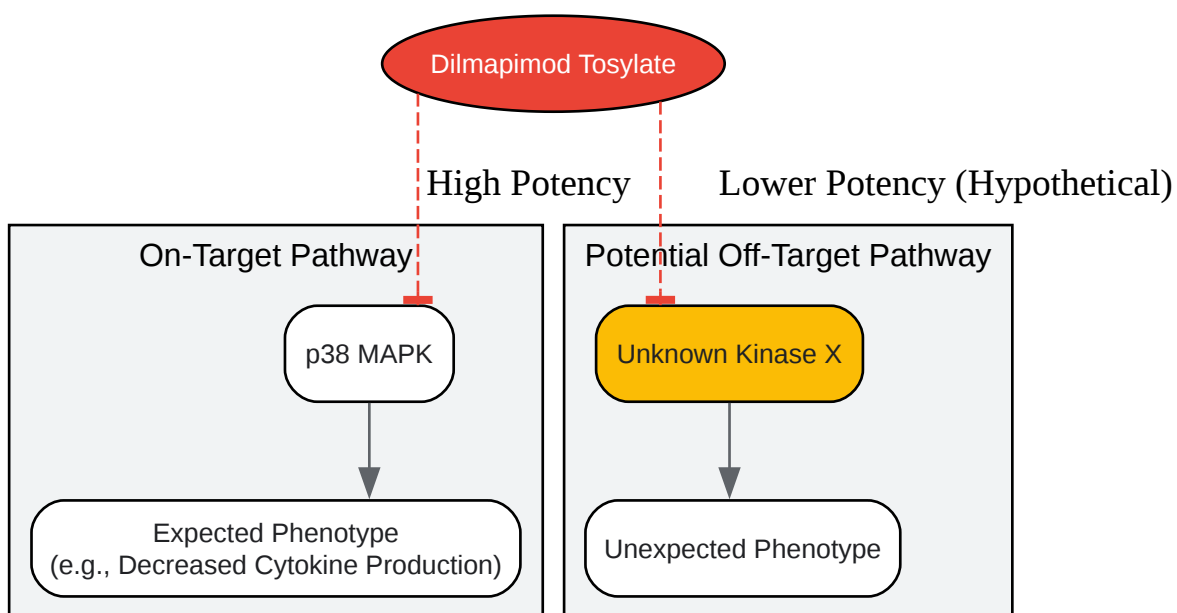 Dilmapimod Tosylate
High Potency
Lower Potency (Hypothetical)
On-Target Pathway
Potential Off-Target Pathway
p38 MAPK
Unknown Kinase X
Expected Phenotype
(e.g., Decreased Cytokine Production)
Unexpected Phenotype